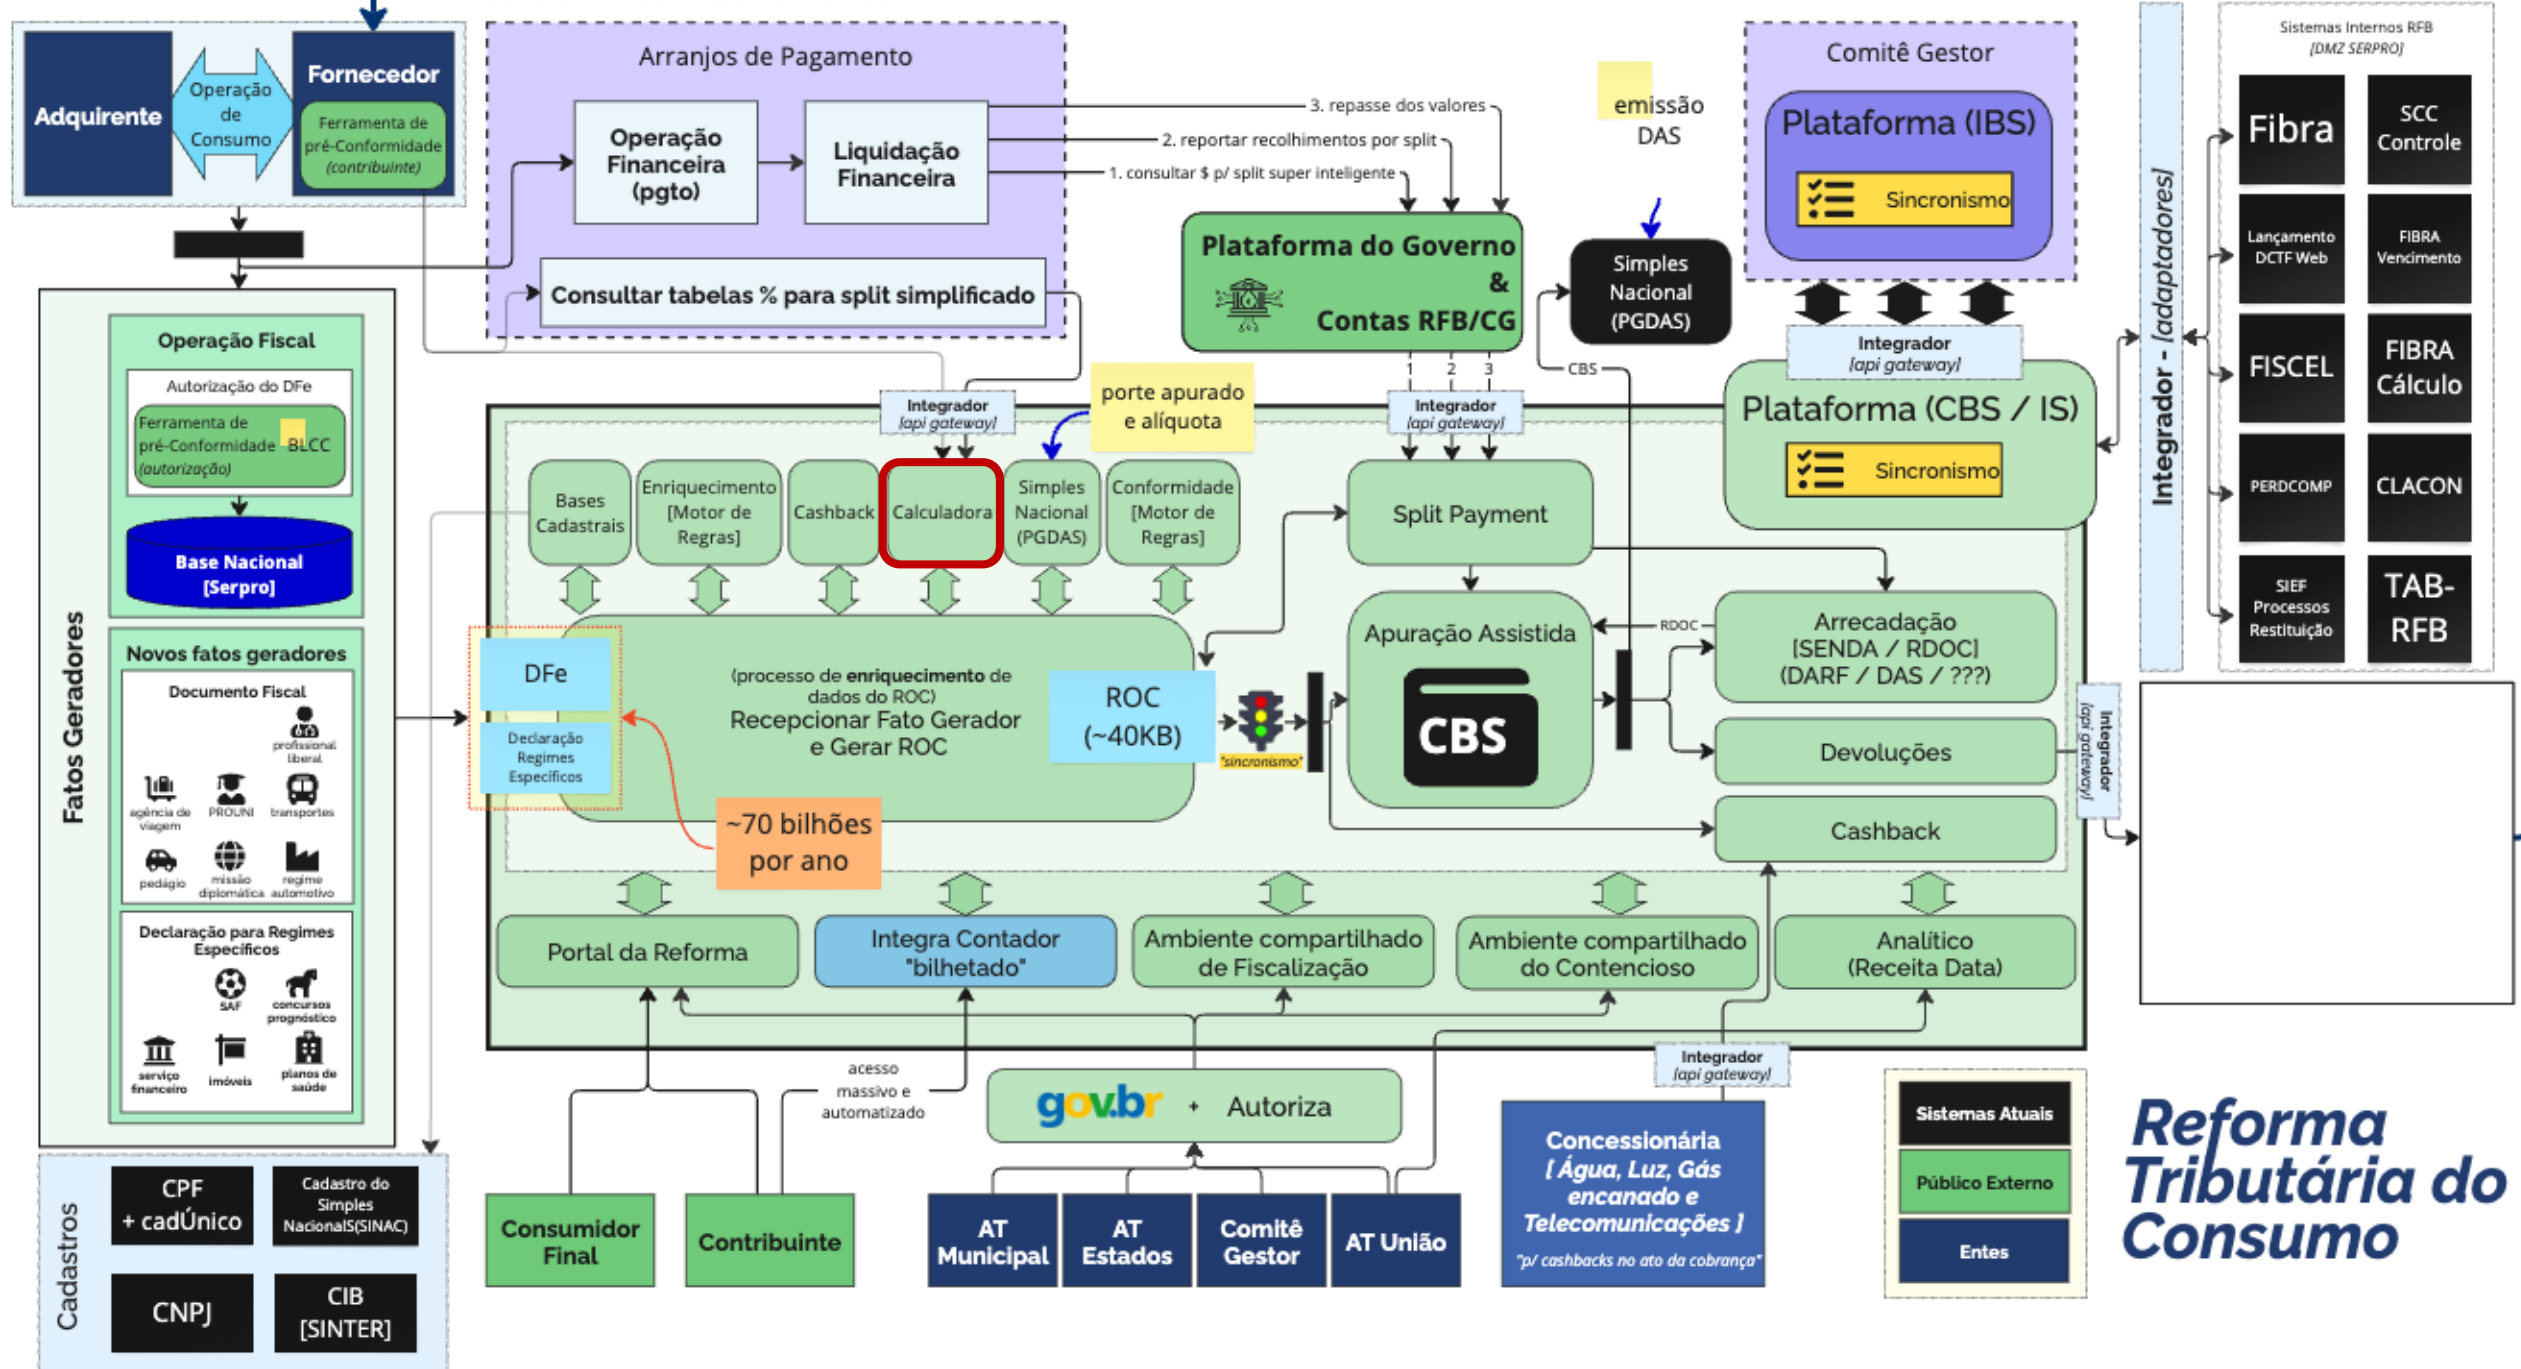 Adquirente
Operação
de
Consumo
Fornecedor
Ferramenta de
pré-Conformidade
(contribuinte)
Arranjos de Pagamento
Operação
Financeira
(pgto)
Liquidação
Financeira
3. repasse dos valores
2. reportar recolhimentos por split
1. consultar $ p/ split super inteligente
Consultar tabelas % para split simplificado
Plataforma do Governo
&
Contas RFB/CG
emissão
DAS
Simples
Nacional
(PGDAS)
Comitê Gestor
Plataforma (IBS)
Sincronismo
Integrador
[api gateway]
Plataforma (CBS / IS)
Sincronismo
Integrador - [adaptadores]
Sistemas Internos RFB
[DMZ SERPRO]
Fibra
SCC
Controle
Lançamento
DCTF Web
FIBRA
Vencimento
FISCEL
FIBRA
Cálculo
PERDCOMP
CLACON
SIEF
Processos
Restituição
TAB-
RFB
Fatos Geradores
Operação Fiscal
Autorização do DFe
Ferramenta de
pré-Conformidade
(autorização)
BLCC
Base Nacional
[Serpro]
Novos fatos geradores
Documento Fiscal
profissional
liberal
agência de
viagem
PROUNI
transportes
pedágio
missão
diplomática
regime
automotivo
Declaração para Regimes
Específicos
SAF
concursos
prognóstico
serviço
financeiro
imóveis
planos de
saúde
Integrador
[api gateway]
porte apurado
e alíquota
1
2
3
Integrador
[api gateway]
CBS
Bases
Cadastrais
Enriquecimento
[Motor de
Regras]
Cashback
Calculadora
Simples
Nacional
(PGDAS)
Conformidade
[Motor de
Regras]
Split Payment
DFe
Declaração
Regimes
Específicos
(processo de enriquecimento de
dados do ROC)
Recepcionar Fato Gerador
e Gerar ROC
ROC
(~40KB)
"sincronismo"
~70 bilhões
por ano
Apuração Assistida
CBS
RDOC
Arrecadação
[SENDA / RDOC]
(DARF / DAS / ???)
Devoluções
Cashback
Integrador
[api gateway]
Portal da Reforma
Integra Contador
"bilhetado"
Ambiente compartilhado
de Fiscalização
Ambiente compartilhado
do Contencioso
Analítico
(Receita Data)
acesso
massivo e
automatizado
gov.br + Autoriza
Integrador
[api gateway]
Cadastros
CPF
+ cadÚnico
Cadastro do
Simples
NacionalS(SINAC)
CNPJ
CIB
[SINTER]
Consumidor
Final
Contribuinte
AT
Municipal
AT
Estados
Comitê
Gestor
AT União
Concessionária
[ Água, Luz, Gás
encanado e
Telecomunicações ]
"p/ cashbacks no ato da cobrança"
Sistemas Atuais
Público Externo
Entes
Reforma
Tributária do
Consumo